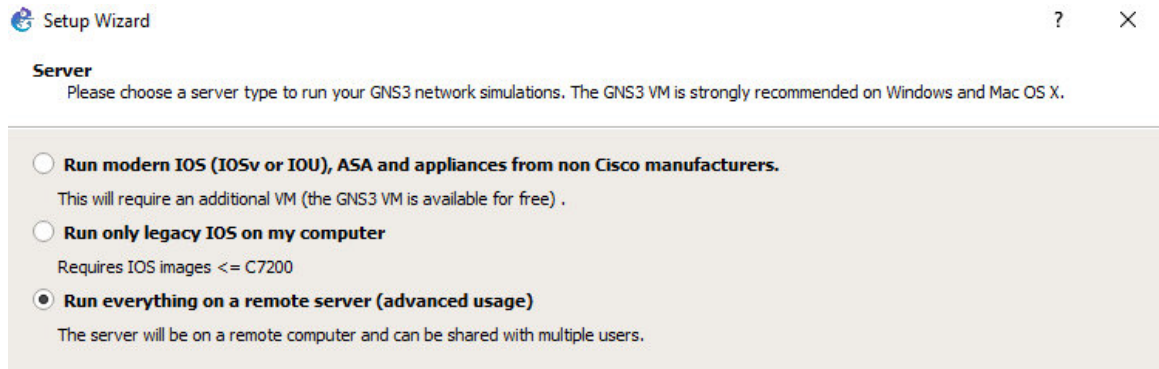 Setup Wizard ? ×
Server
Please choose a server type to run your GNS3 network simulations. The GNS3 VM is strongly recommended on Windows and Mac OS X.
Run modern IOS (IOSv or IOU), ASA and appliances from non Cisco manufacturers.
This will require an additional VM (the GNS3 VM is available for free) .
Run only legacy IOS on my computer
Requires IOS images <= C7200
Run everything on a remote server (advanced usage)
The server will be on a remote computer and can be shared with multiple users.